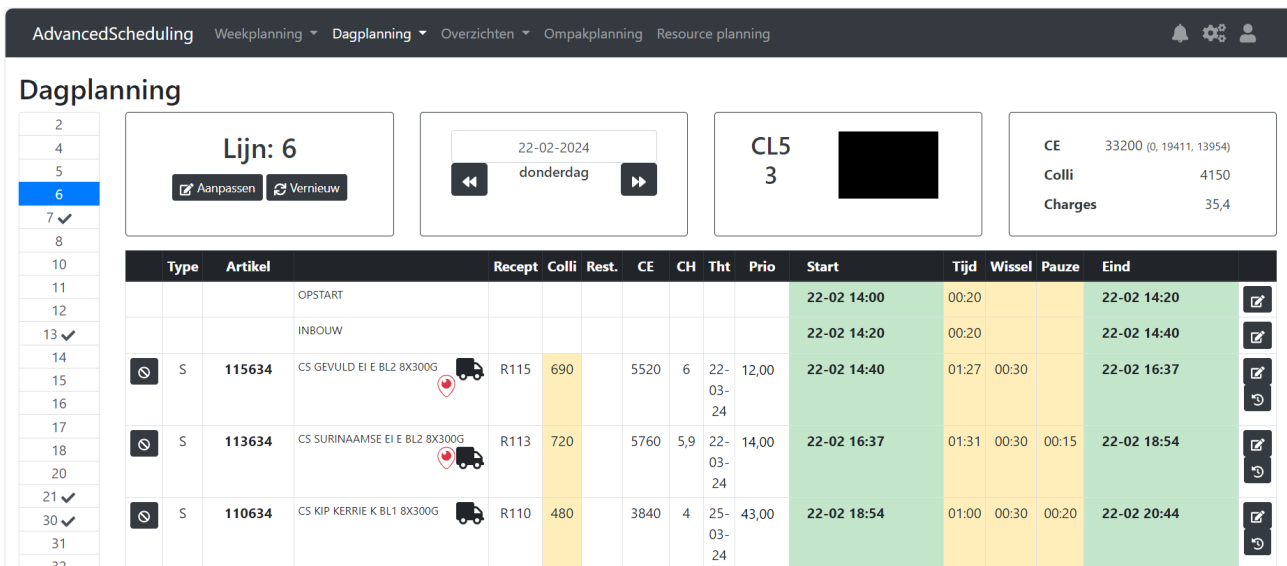 AdvancedScheduling Weekplanning Dagplanning Overzichten Ompakplanning Resource planning
Dagplanning
2
4
5
6
7
8
10
11
12
13
14
15
16
17
18
20
21
30
31
Lijn: 6
Aanpassen Vernieuw
22-02-2024
donderdag
CL5
3
CE 33200 (0, 19411, 13954)
Colli 4150
Charges 35,4
Type Artikel Recept Colli Rest. CE CH Tht Prio Start Tijd Wissel Pauze Eind
OPSTART 22-02 14:00 00:20 22-02 14:20
INBOUW 22-02 14:20 00:20 22-02 14:40
S 115634 CS GEVULD EI E BL2 8X300G R115 690 5520 6 22- 12,00 22-02 14:40 01:27 00:30 22-02 16:37
03-
24
S 113634 CS SURINAAMSE EI E BL2 8X300G R113 720 5760 5,9 22- 14,00 22-02 16:37 01:31 00:30 00:15 22-02 18:54
03-
24
S 110634 CS KIP KERRIE K BL1 8X300G R110 480 3840 4 25- 43,00 22-02 18:54 01:00 00:30 00:20 22-02 20:44
03-
24